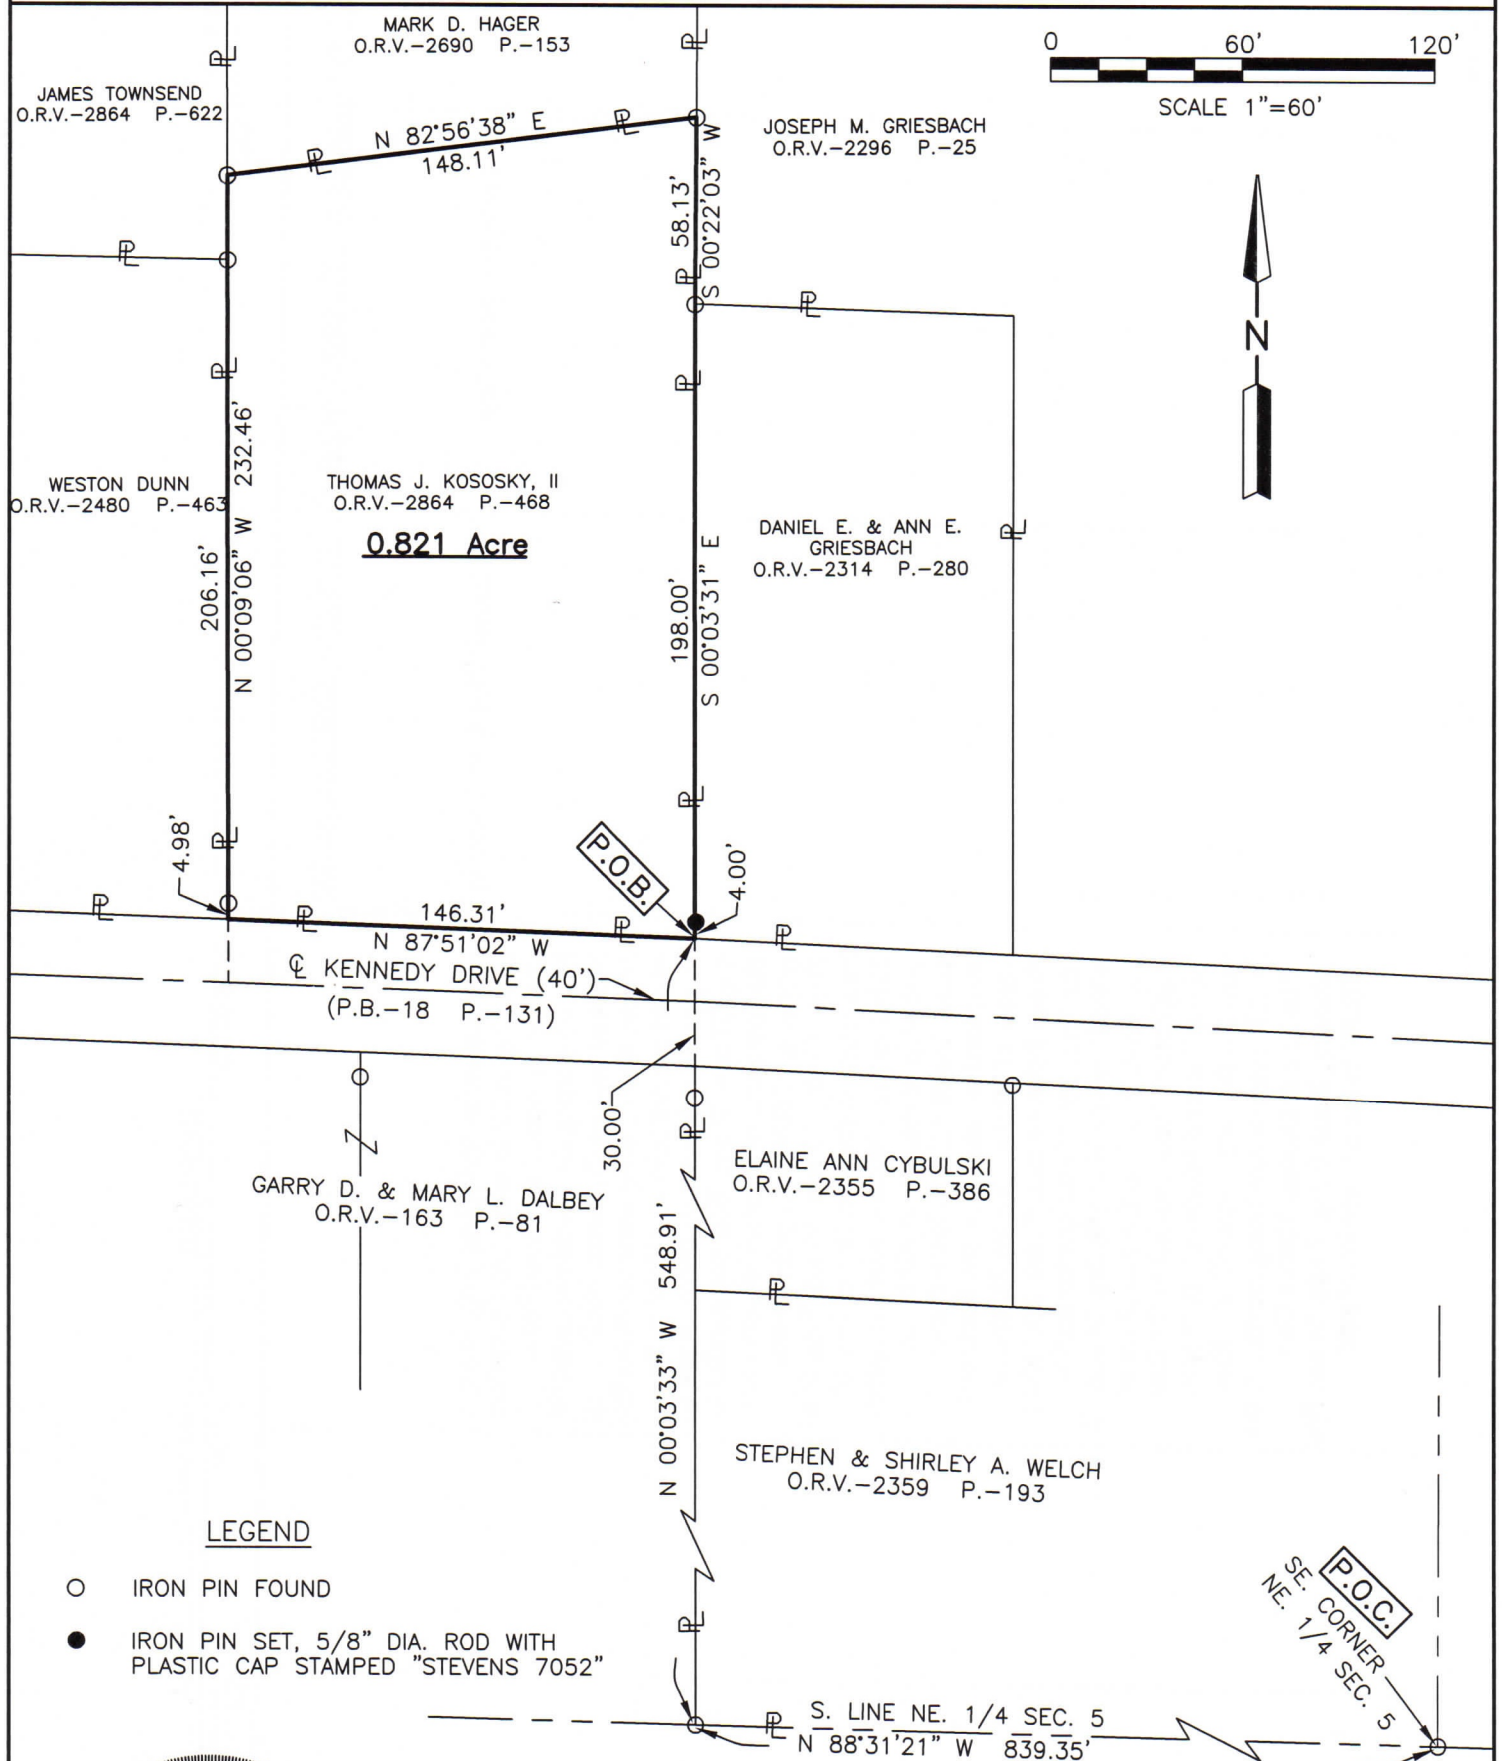 MARK D. HAGER
O.R.V.-2690 P.-153
0 60' 120'
SCALE 1"=60'
JAMES TOWNSEND
O.R.V.-2864 P.-622
JOSEPH M. GRIESBACH
O.R.V.-2296 P.-25
N 82°56'38" E
148.11'
58.13'
S 00°22'03" W
N
WESTON DUNN
O.R.V.-2480 P.-463
206.16'
N 00°09'06" W 232.46'
THOMAS J. KOSOSKY, II
O.R.V.-2864 P.-468
0.821 Acre
198.00'
S 00°03'31" E
DANIEL E. & ANN E.
GRIESBACH
O.R.V.-2314 P.-280
4.98'
P.O.B.
4.00'
146.31'
N 87°51'02" W
℄ KENNEDY DRIVE (40')
(P.B.-18 P.-131)
30.00'
GARRY D. & MARY L. DALBEY
O.R.V.-163 P.-81
ELAINE ANN CYBULSKI
O.R.V.-2355 P.-386
N 00°03'33" W 548.91'
STEPHEN & SHIRLEY A. WELCH
O.R.V.-2359 P.-193
LEGEND
IRON PIN FOUND
IRON PIN SET, 5/8" DIA. ROD WITH
PLASTIC CAP STAMPED "STEVENS 7052"
P.O.C.
SE. CORNER
NE. 1/4 SEC. 5
S. LINE NE. 1/4 SEC. 5
N 88°31'21" W 839.35'